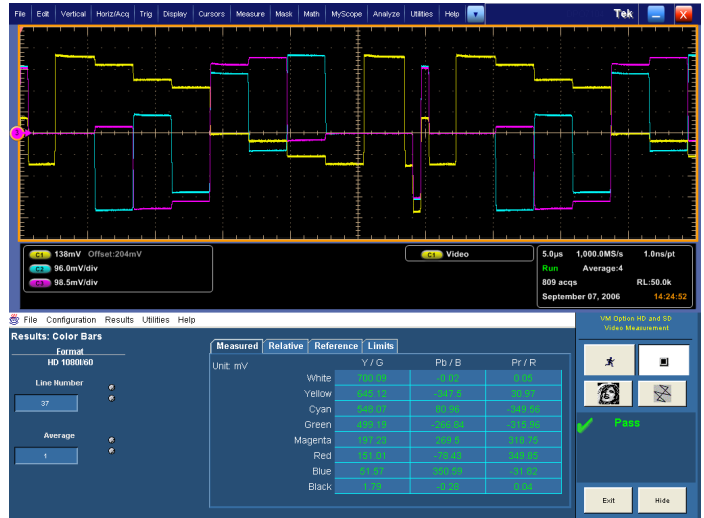 File Edit Vertical Horiz/Acq Trig Display Cursors Measure Mask Math MyScope Analyze Utilities Help Tek X
3
C1 138mV Offset:204mV
C2 96.0mV/div
C3 98.5mV/div
C1 Video
5.0µs 1,000.0MS/s 1.0ns/pt
Run Average:4
809 acqs RL:50.0k
September 07, 2006 14:24:52
File Configuration Results Utilities Help
Results: Color Bars
Format
HD 1080I/60
Line Number
37
Average
1
Measured Relative Reference Limits
Unit: mV Y / G Pb / B Pr / R
White 700.09 -0.02 0.05
Yellow 645.12 -347.5 30.97
Cyan 548.07 80.96 -349.56
Green 499.19 -266.84 -315.96
Magenta 197.23 269.5 318.75
Red 151.01 -78.43 349.85
Blue 51.57 350.59 -31.82
Black 1.79 -0.28 0.04
VM Option HD and SD
Video Measurement
Pass
Exit Hide